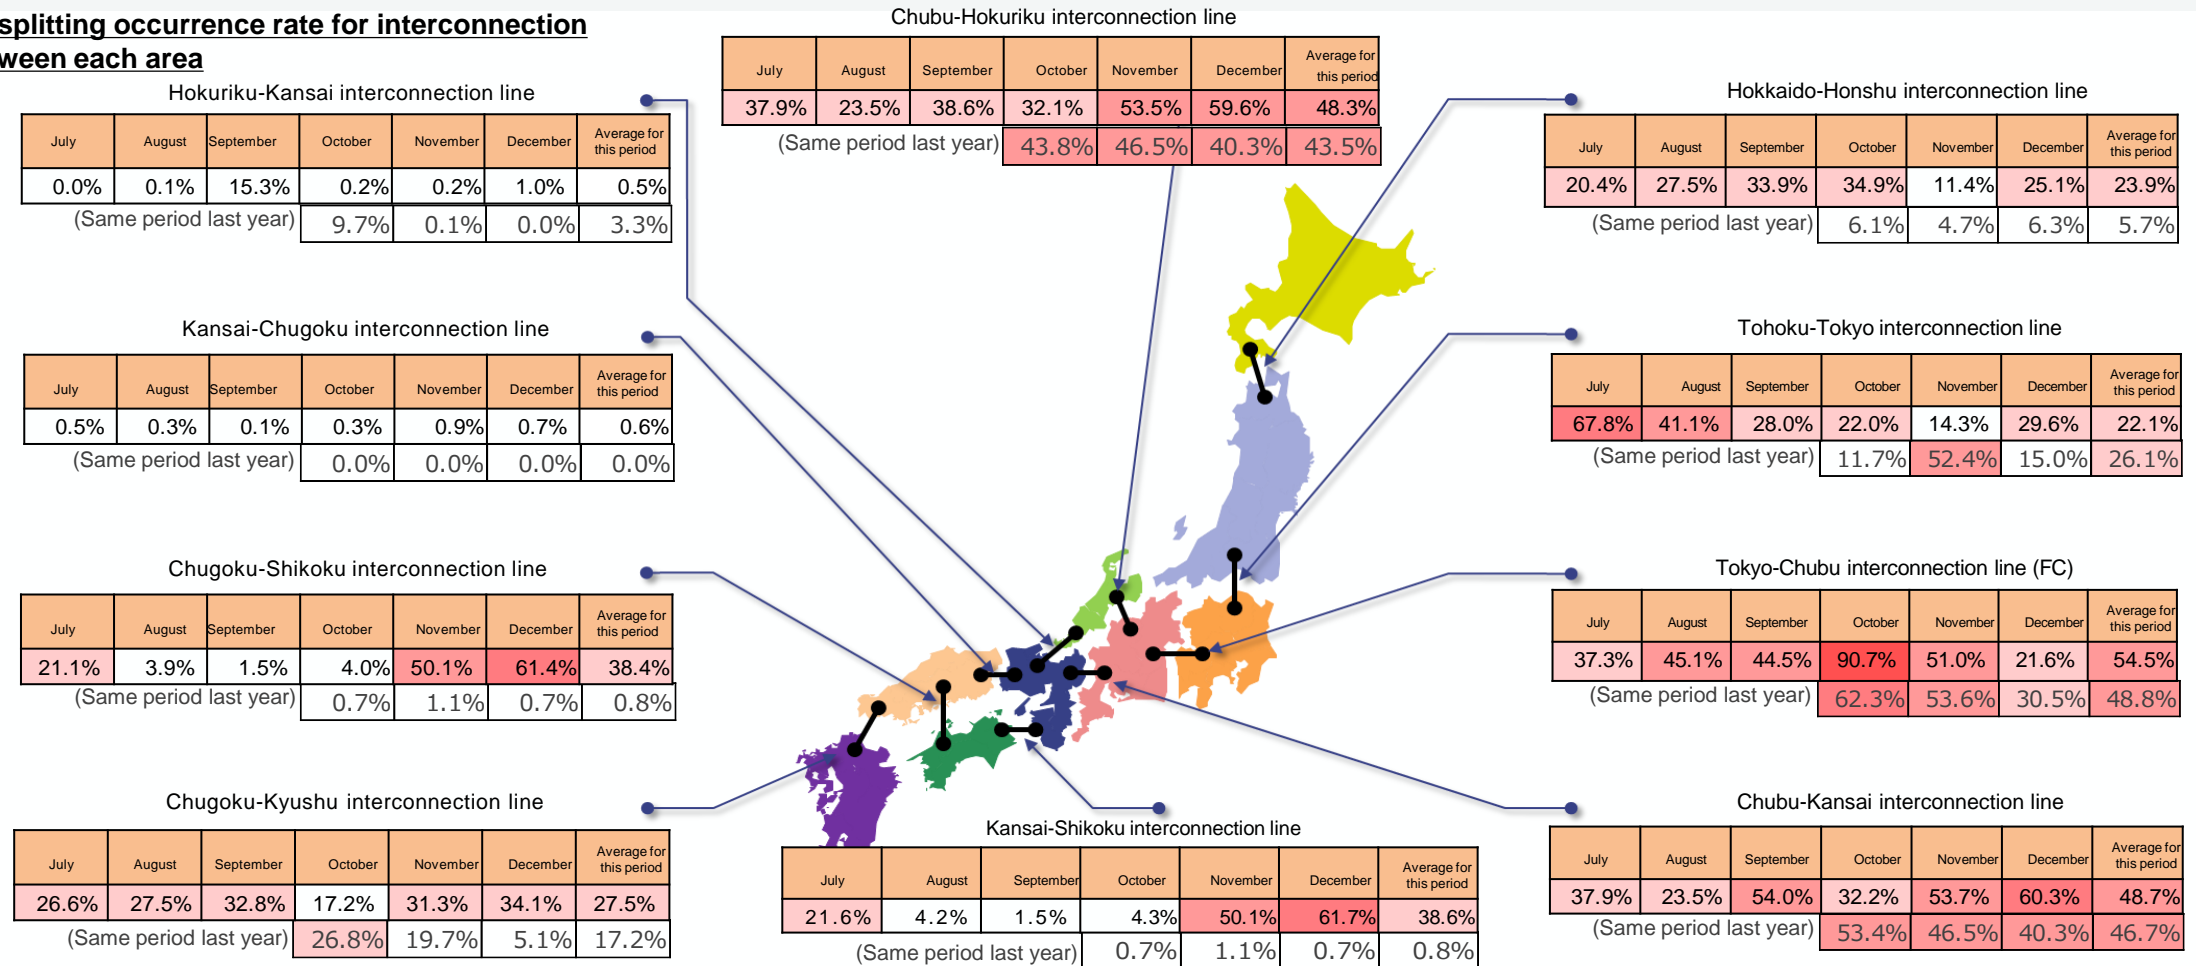 splitting occurrence rate for interconnection
ween each area
Chubu-Hokuriku interconnection line
July August September October November December Average for this period
37.9% 23.5% 38.6% 32.1% 53.5% 59.6% 48.3%
(Same period last year) 43.8% 46.5% 40.3% 43.5%
Hokuriku-Kansai interconnection line
July August September October November December Average for this period
0.0% 0.1% 15.3% 0.2% 0.2% 1.0% 0.5%
(Same period last year) 9.7% 0.1% 0.0% 3.3%
Hokkaido-Honshu interconnection line
July August September October November December Average for this period
20.4% 27.5% 33.9% 34.9% 11.4% 25.1% 23.9%
(Same period last year) 6.1% 4.7% 6.3% 5.7%
Kansai-Chugoku interconnection line
July August September October November December Average for this period
0.5% 0.3% 0.1% 0.3% 0.9% 0.7% 0.6%
(Same period last year) 0.0% 0.0% 0.0% 0.0%
Tohoku-Tokyo interconnection line
July August September October November December Average for this period
67.8% 41.1% 28.0% 22.0% 14.3% 29.6% 22.1%
(Same period last year) 11.7% 52.4% 15.0% 26.1%
Chugoku-Shikoku interconnection line
July August September October November December Average for this period
21.1% 3.9% 1.5% 4.0% 50.1% 61.4% 38.4%
(Same period last year) 0.7% 1.1% 0.7% 0.8%
Tokyo-Chubu interconnection line (FC)
July August September October November December Average for this period
37.3% 45.1% 44.5% 90.7% 51.0% 21.6% 54.5%
(Same period last year) 62.3% 53.6% 30.5% 48.8%
Chugoku-Kyushu interconnection line
July August September October November December Average for this period
26.6% 27.5% 32.8% 17.2% 31.3% 34.1% 27.5%
(Same period last year) 26.8% 19.7% 5.1% 17.2%
Kansai-Shikoku interconnection line
July August September October November December Average for this period
21.6% 4.2% 1.5% 4.3% 50.1% 61.7% 38.6%
(Same period last year) 0.7% 1.1% 0.7% 0.8%
Chubu-Kansai interconnection line
July August September October November December Average for this period
37.9% 23.5% 54.0% 32.2% 53.7% 60.3% 48.7%
(Same period last year) 53.4% 46.5% 40.3% 46.7%